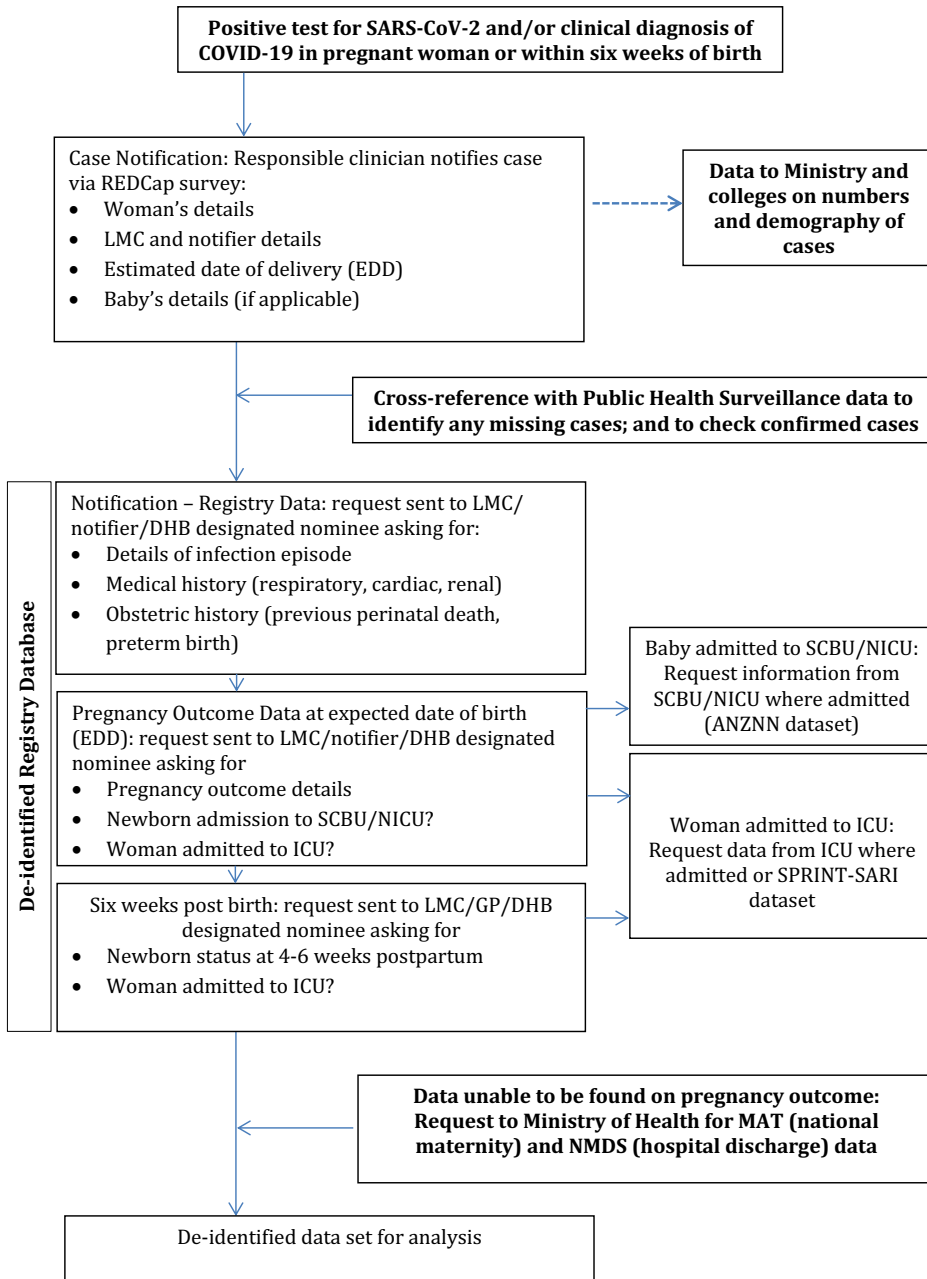 Positive test for SARS-CoV-2 and/or clinical diagnosis of
COVID-19 in pregnant woman or within six weeks of birth
Case Notification: Responsible clinician notifies case
via REDCap survey:
• Woman's details
• LMC and notifier details
• Estimated date of delivery (EDD)
• Baby's details (if applicable)
Data to Ministry and
colleges on numbers
and demography of
cases
Cross-reference with Public Health Surveillance data to
identify any missing cases; and to check confirmed cases
De-identified Registry Database
Notification – Registry Data: request sent to LMC/
notifier/DHB designated nominee asking for:
• Details of infection episode
• Medical history (respiratory, cardiac, renal)
• Obstetric history (previous perinatal death,
preterm birth)
Baby admitted to SCBU/NICU:
Request information from
SCBU/NICU where admitted
(ANZNN dataset)
Pregnancy Outcome Data at expected date of birth
(EDD): request sent to LMC/notifier/DHB designated
nominee asking for
• Pregnancy outcome details
• Newborn admission to SCBU/NICU?
• Woman admitted to ICU?
Woman admitted to ICU:
Request data from ICU where
admitted or SPRINT-SARI
dataset
Six weeks post birth: request sent to LMC/GP/DHB
designated nominee asking for
• Newborn status at 4-6 weeks postpartum
• Woman admitted to ICU?
Data unable to be found on pregnancy outcome:
Request to Ministry of Health for MAT (national
maternity) and NMDS (hospital discharge) data
De-identified data set for analysis